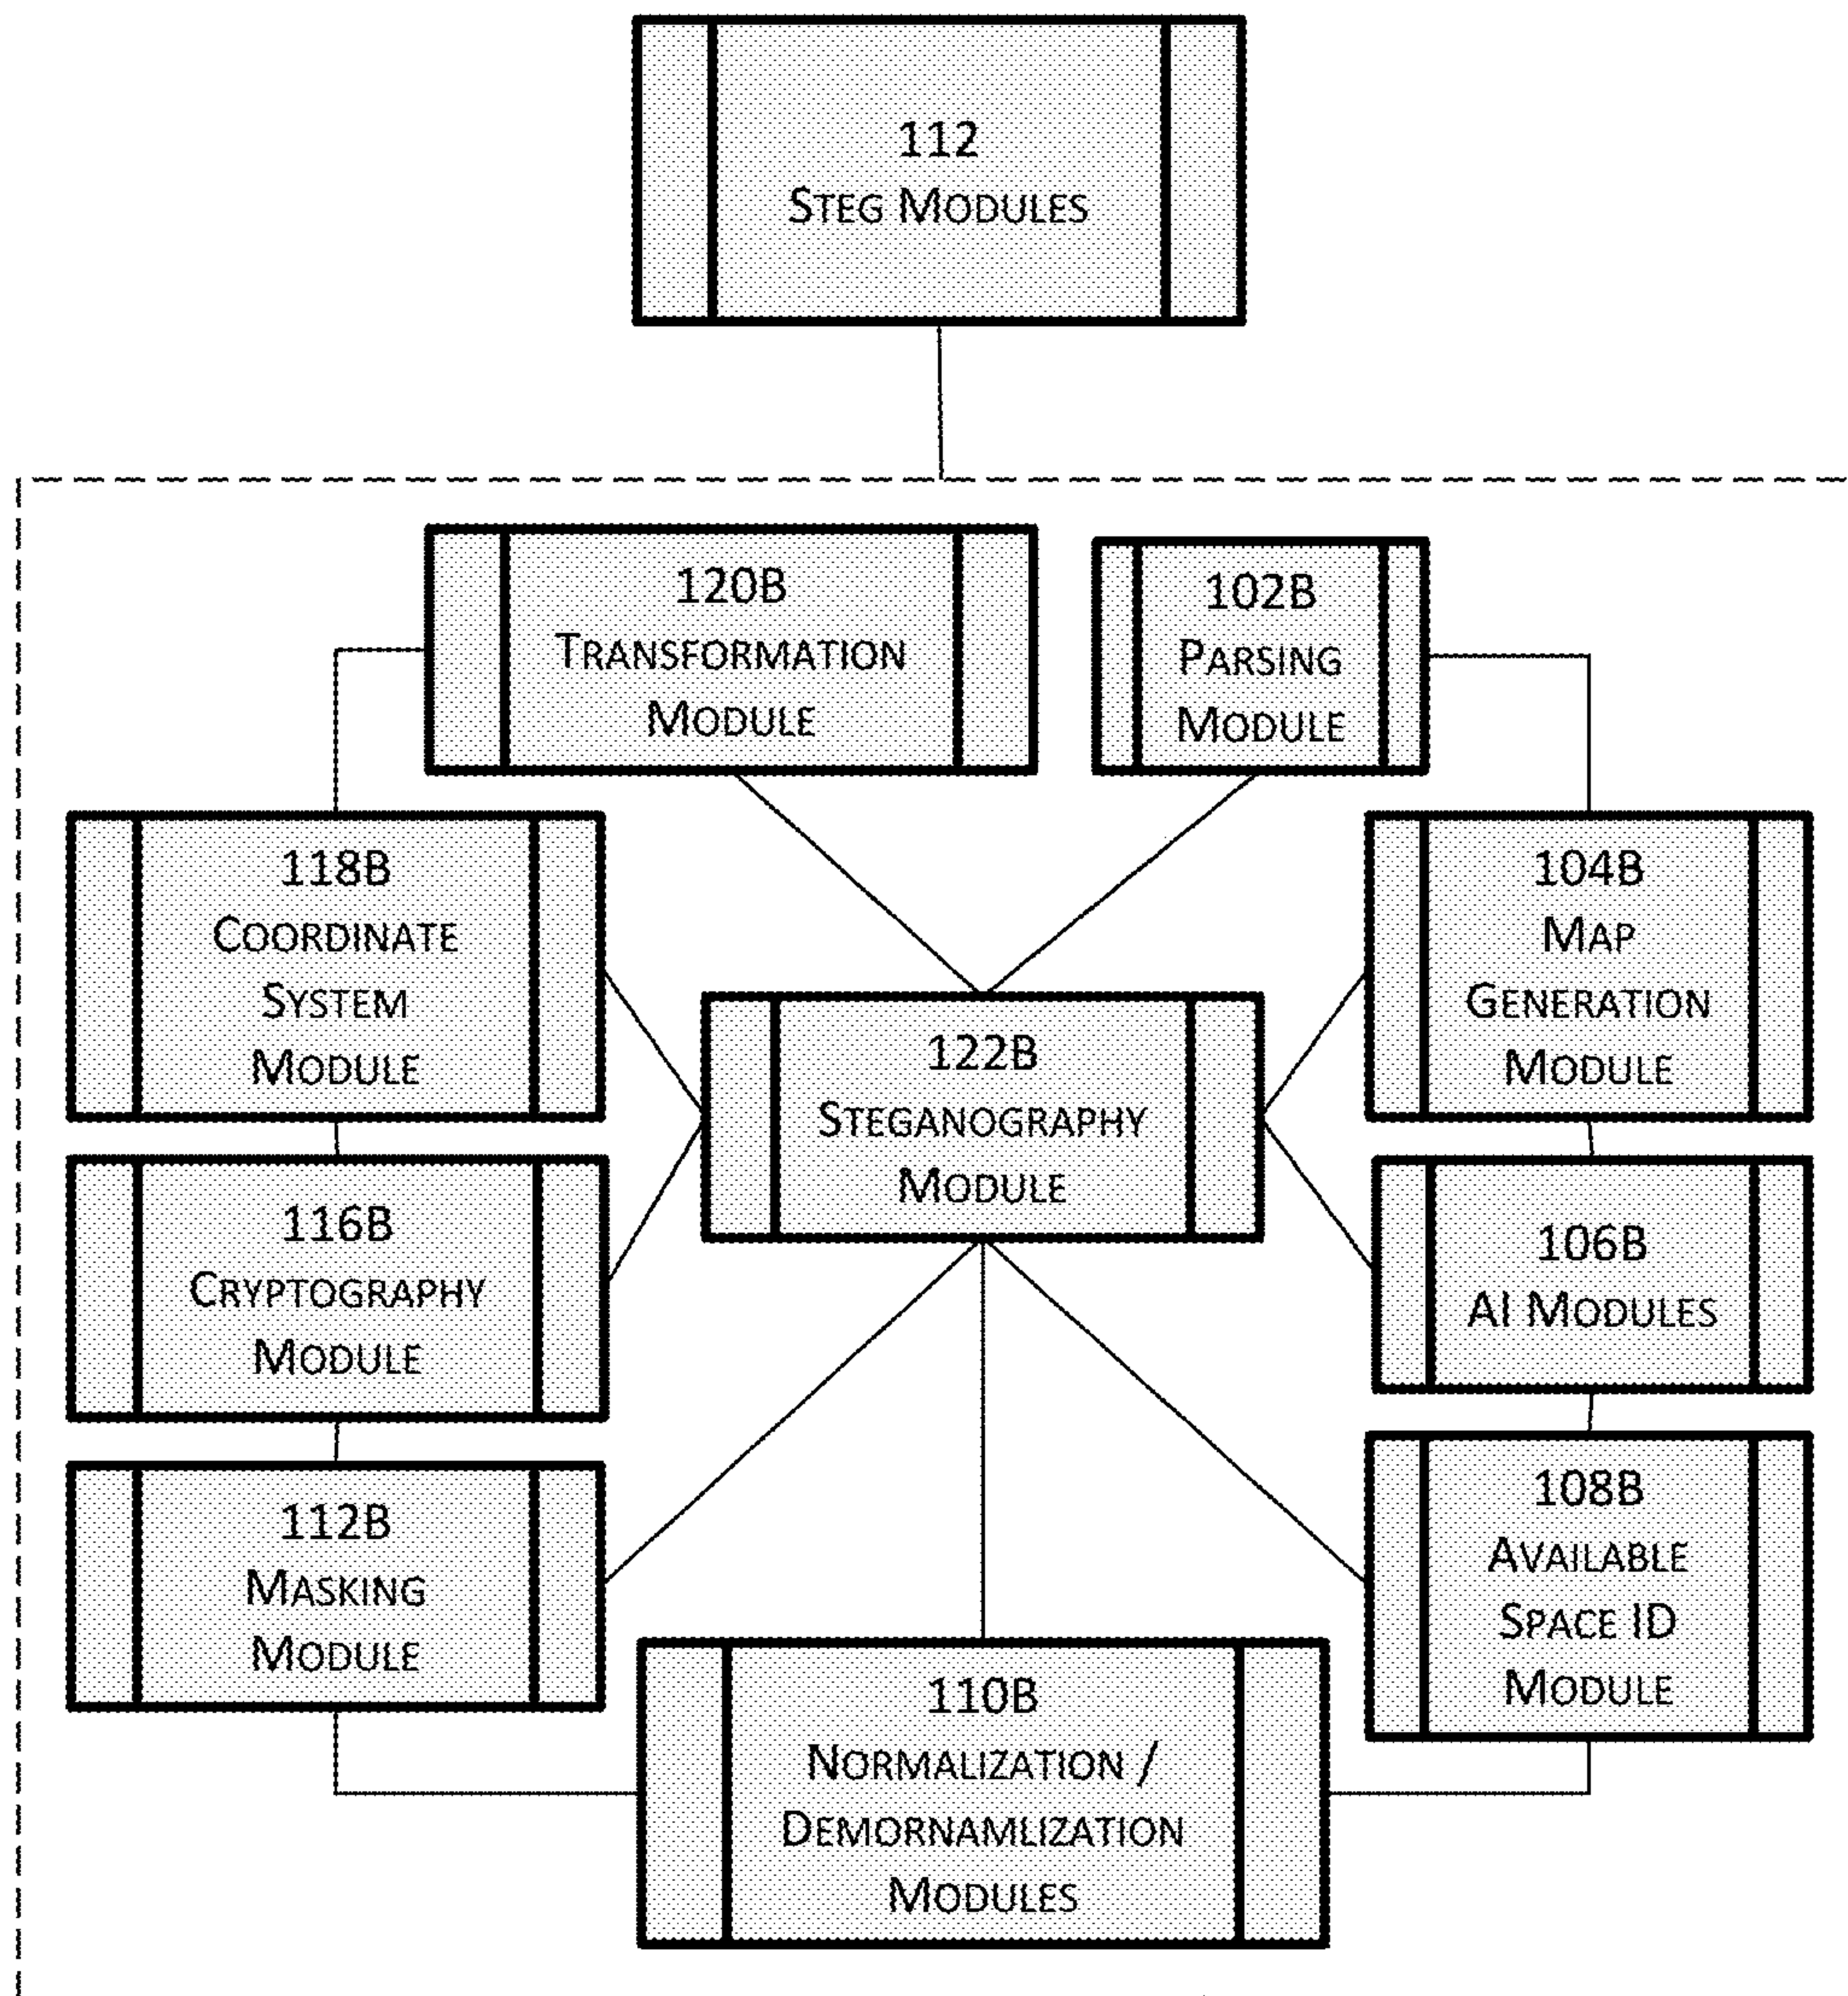 112
STEG MODULES
120B
TRANSFORMATION
MODULE
102B
PARSING
MODULE
118B
COORDINATE
SYSTEM
MODULE
104B
MAP
GENERATION
MODULE
122B
STEGANOGRAPHY
MODULE
116B
CRYPTOGRAPHY
MODULE
106B
AI MODULES
112B
MASKING
MODULE
108B
AVAILABLE
SPACE ID
MODULE
110B
NORMALIZATION /
DEMORNAMLIZATION
MODULES